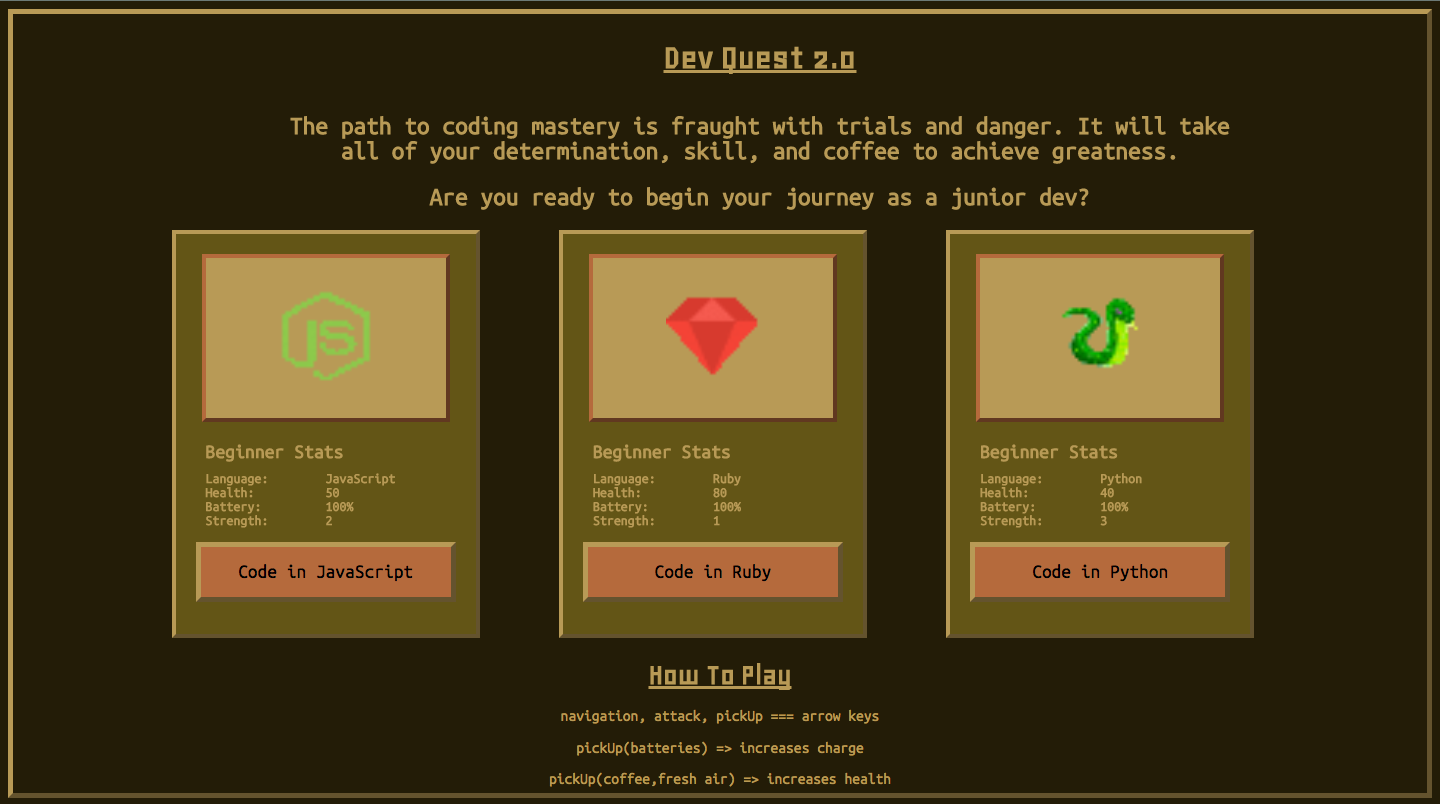 Dev Quest 2.0
The path to coding mastery is fraught with trials and danger. It will take
all of your determination, skill, and coffee to achieve greatness.
Are you ready to begin your journey as a junior dev?
JS
Beginner Stats
Language: JavaScript
Health: 50
Battery: 100%
Strength: 2
Code in JavaScript
Beginner Stats
Language: Ruby
Health: 80
Battery: 100%
Strength: 1
Code in Ruby
Beginner Stats
Language: Python
Health: 40
Battery: 100%
Strength: 3
Code in Python
How To Play
navigation, attack, pickUp === arrow keys
pickUp(batteries) => increases charge
pickUp(coffee,fresh air) => increases health